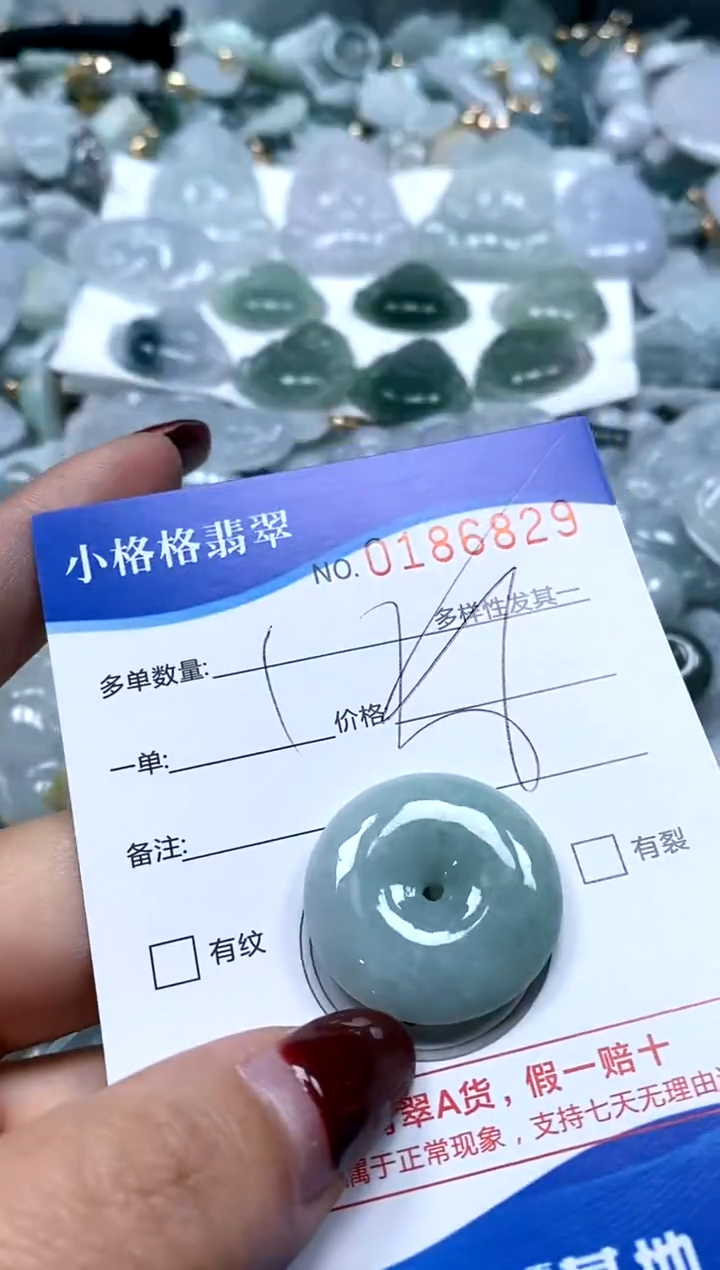 小格格翡翠
NO.0186829
多样性发其一
多单数量:
价格
一单:
备注:
有裂
有纹
翠A货，假一赔十
属于正常现象，支持七天无理由